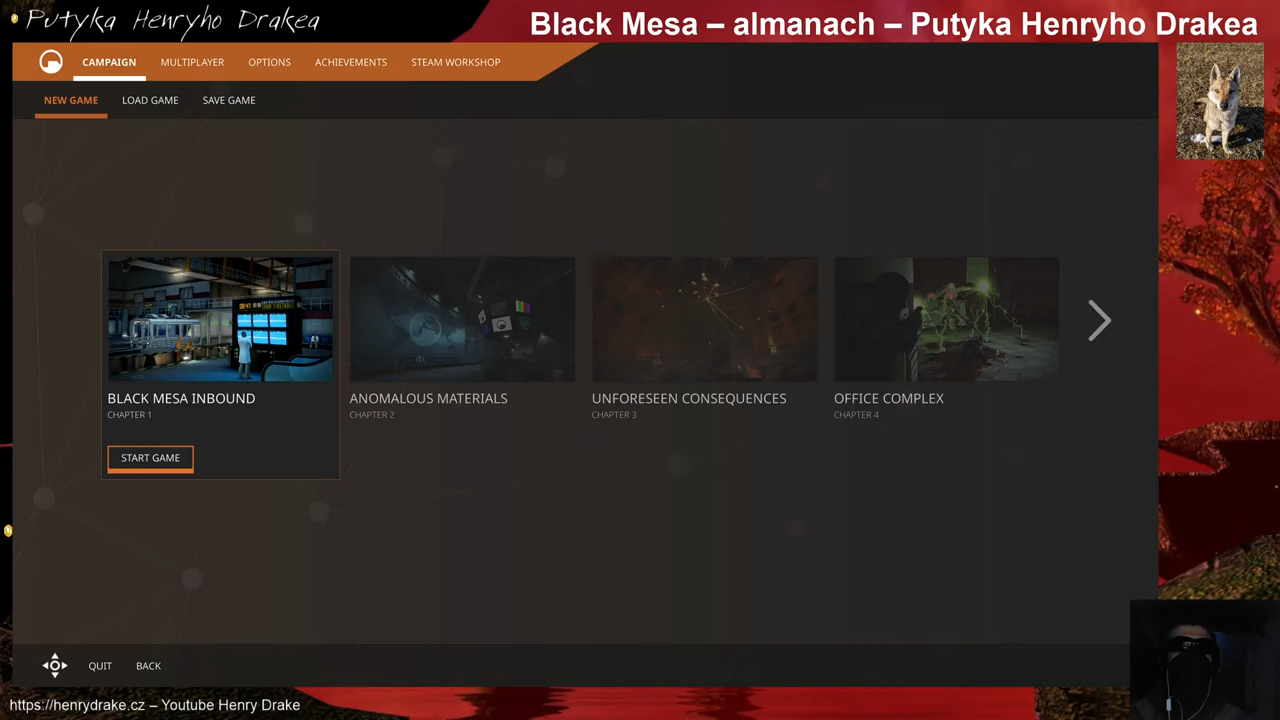 Putyka Henryho Drakea
Black Mesa – almanach – Putyka Henryho Drakea
CAMPAIGN MULTIPLAYER OPTIONS ACHIEVEMENTS STEAM WORKSHOP
NEW GAME LOAD GAME SAVE GAME
BLACK MESA INBOUND ANOMALOUS MATERIALS UNFORESEEN CONSEQUENCES OFFICE COMPLEX
CHAPTER 1 CHAPTER 2 CHAPTER 3 CHAPTER 4
START GAME
QUIT BACK
https://henrydrake.cz – Youtube Henry Drake